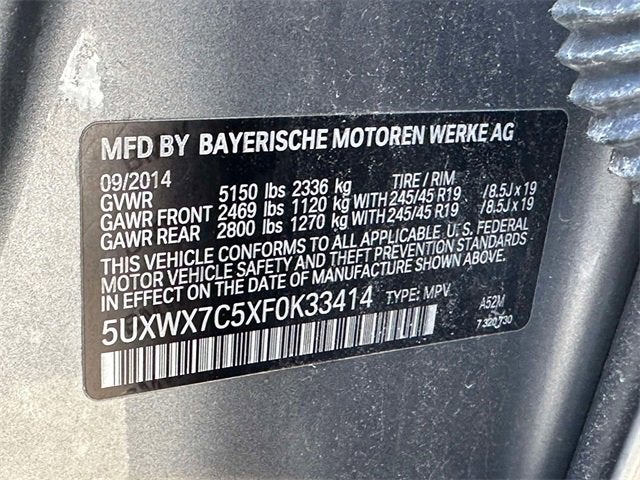 MFD BY BAYERISCHE MOTOREN WERKE AG
09/2014
GVWR 5150 lbs 2336 kg TIRE / RIM
GAWR FRONT 2469 lbs 1120 kg WITH 245/45 R19 /8.5J x 19
GAWR REAR 2800 lbs 1270 kg WITH 245/45 R19 /8.5J x 19
THIS VEHICLE CONFORMS TO ALL APPLICABLE U. S. FEDERAL
MOTOR VEHICLE SAFETY AND THEFT PREVENTION STANDARDS
IN EFFECT ON THE DATE OF MANUFACTURE SHOWN ABOVE.
5UXWX7C5XF0K33414 TYPE: MPV A52M
7 320 730